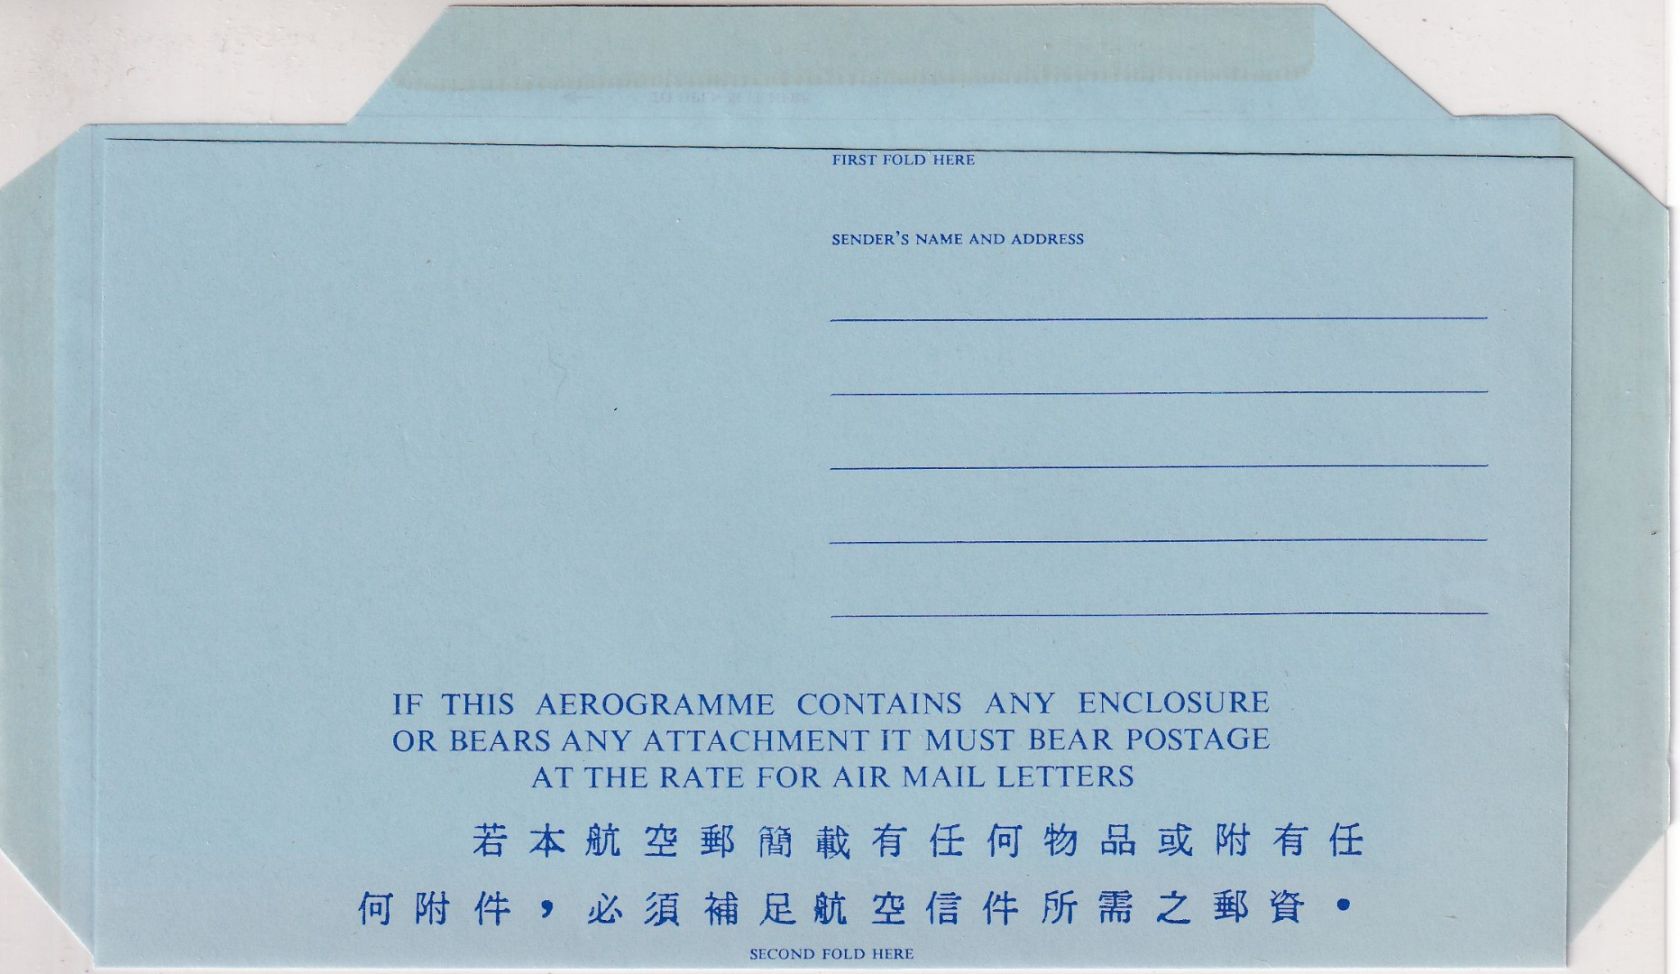 FIRST FOLD HERE
SENDER'S NAME AND ADDRESS
IF THIS AEROGRAMME CONTAINS ANY ENCLOSURE
OR BEARS ANY ATTACHMENT IT MUST BEAR POSTAGE
AT THE RATE FOR AIR MAIL LETTERS
若本航空郵簡載有任何物品或附有任
何附件，必須補足航空信件所需之郵資．
SECOND FOLD HERE